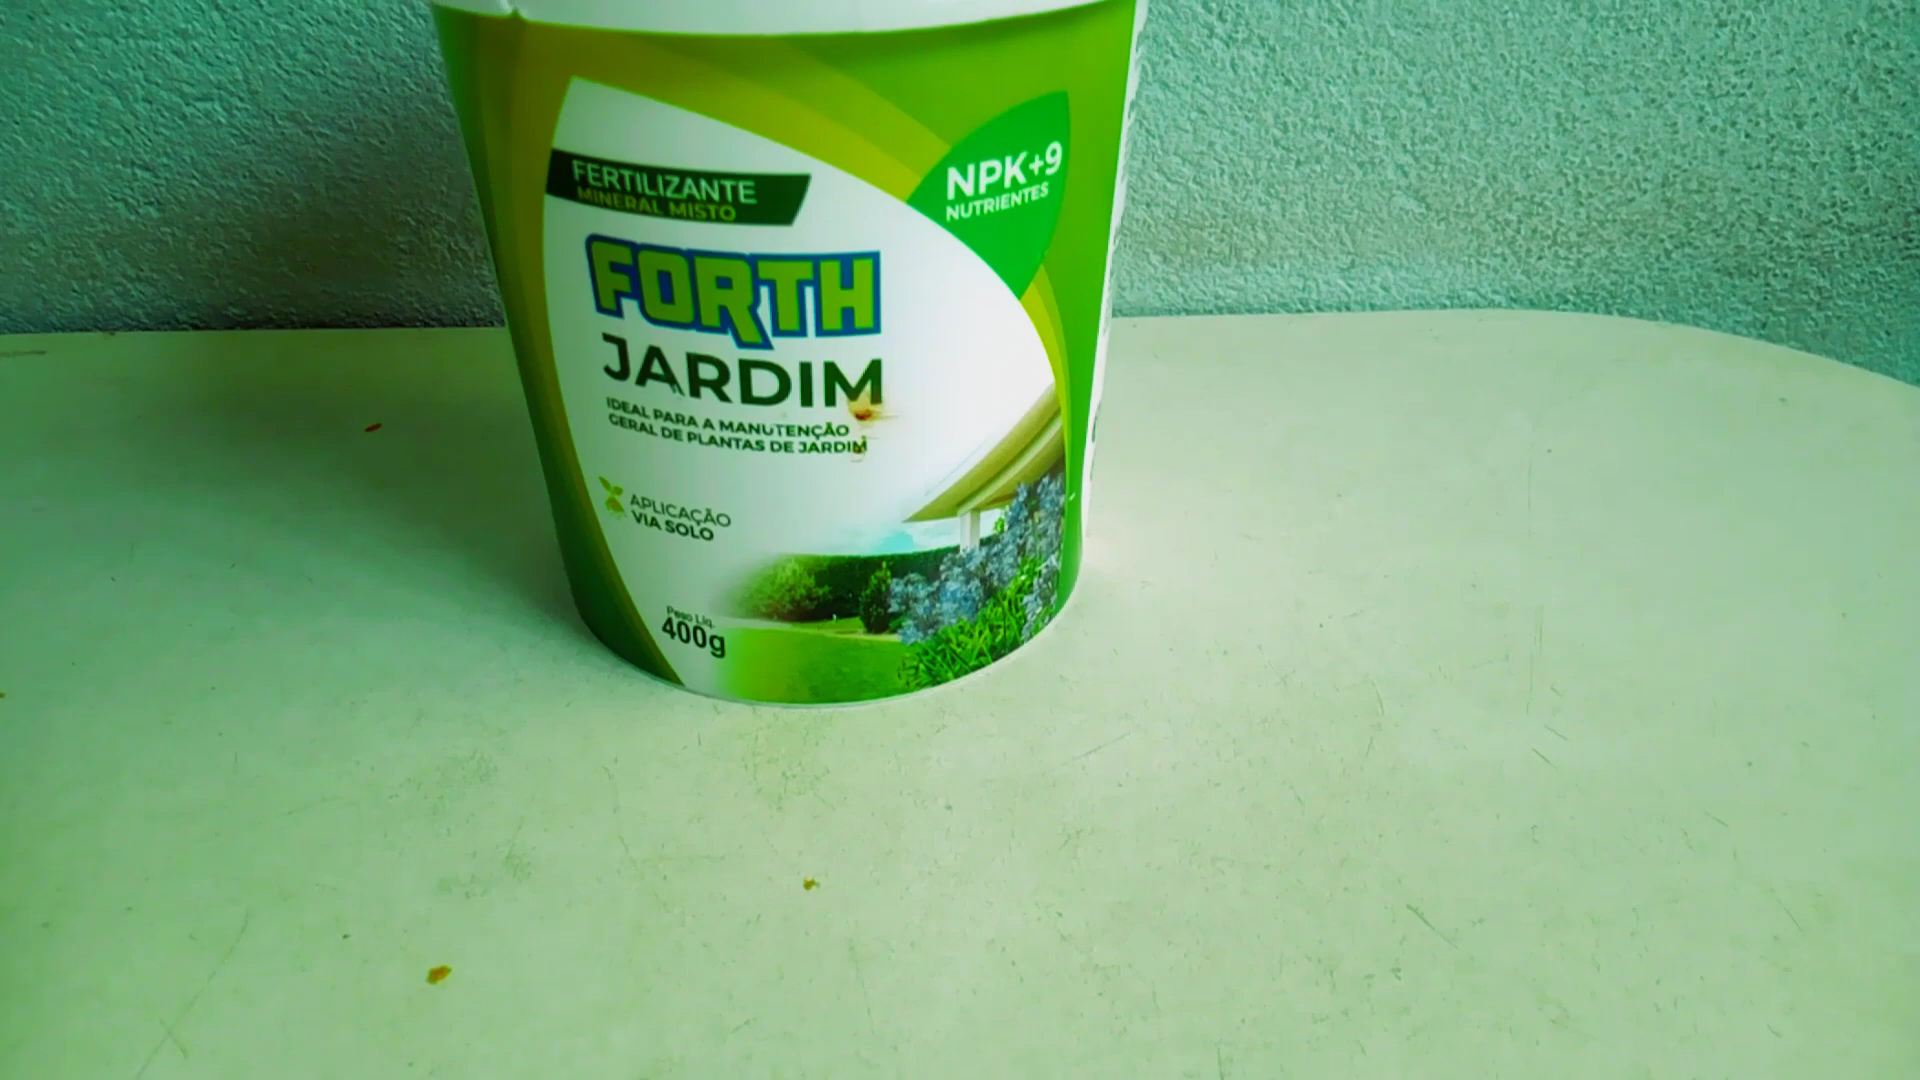 FERTILIZANTE
MINERAL MISTO
NPK+9
NUTRIENTES
FORTH
JARDIM
IDEAL PARA A MANUTENÇÃO
GERAL DE PLANTAS DE JARDIM
APLICAÇÃO
VIA SOLO
Peso Líq.
400g